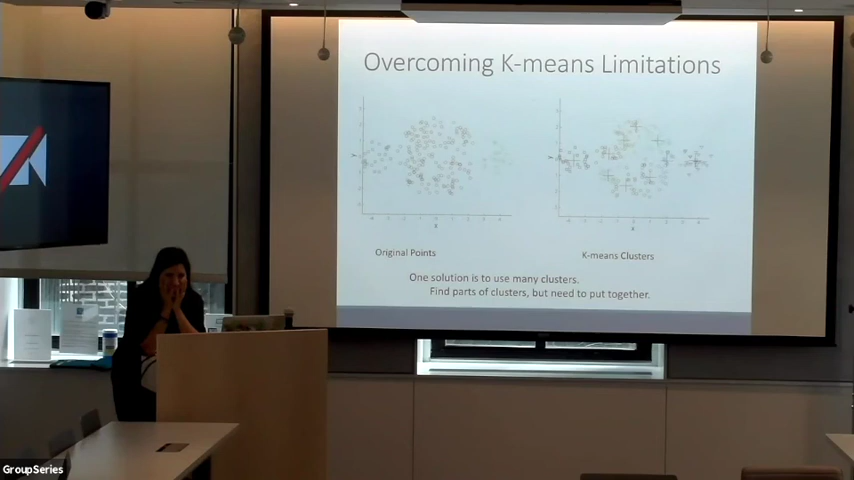 Overcoming K-means Limitations
Original Points
K-means Clusters
One solution is to use many clusters.
Find parts of clusters, but need to put together.
GroupSeries